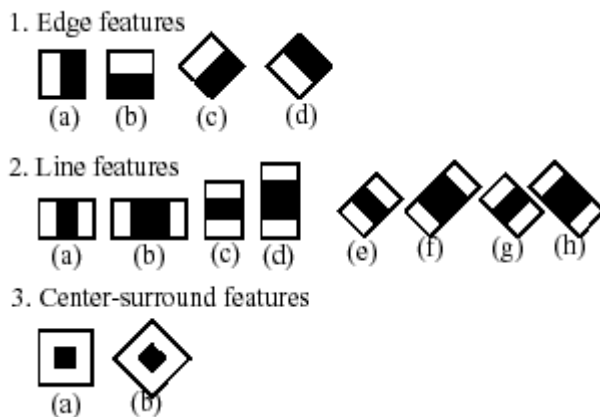 1. Edge features
(a) (b) (c) (d)
2. Line features
(a) (b) (c) (d) (e) (f) (g) (h)
3. Center-surround features
(a) (b)